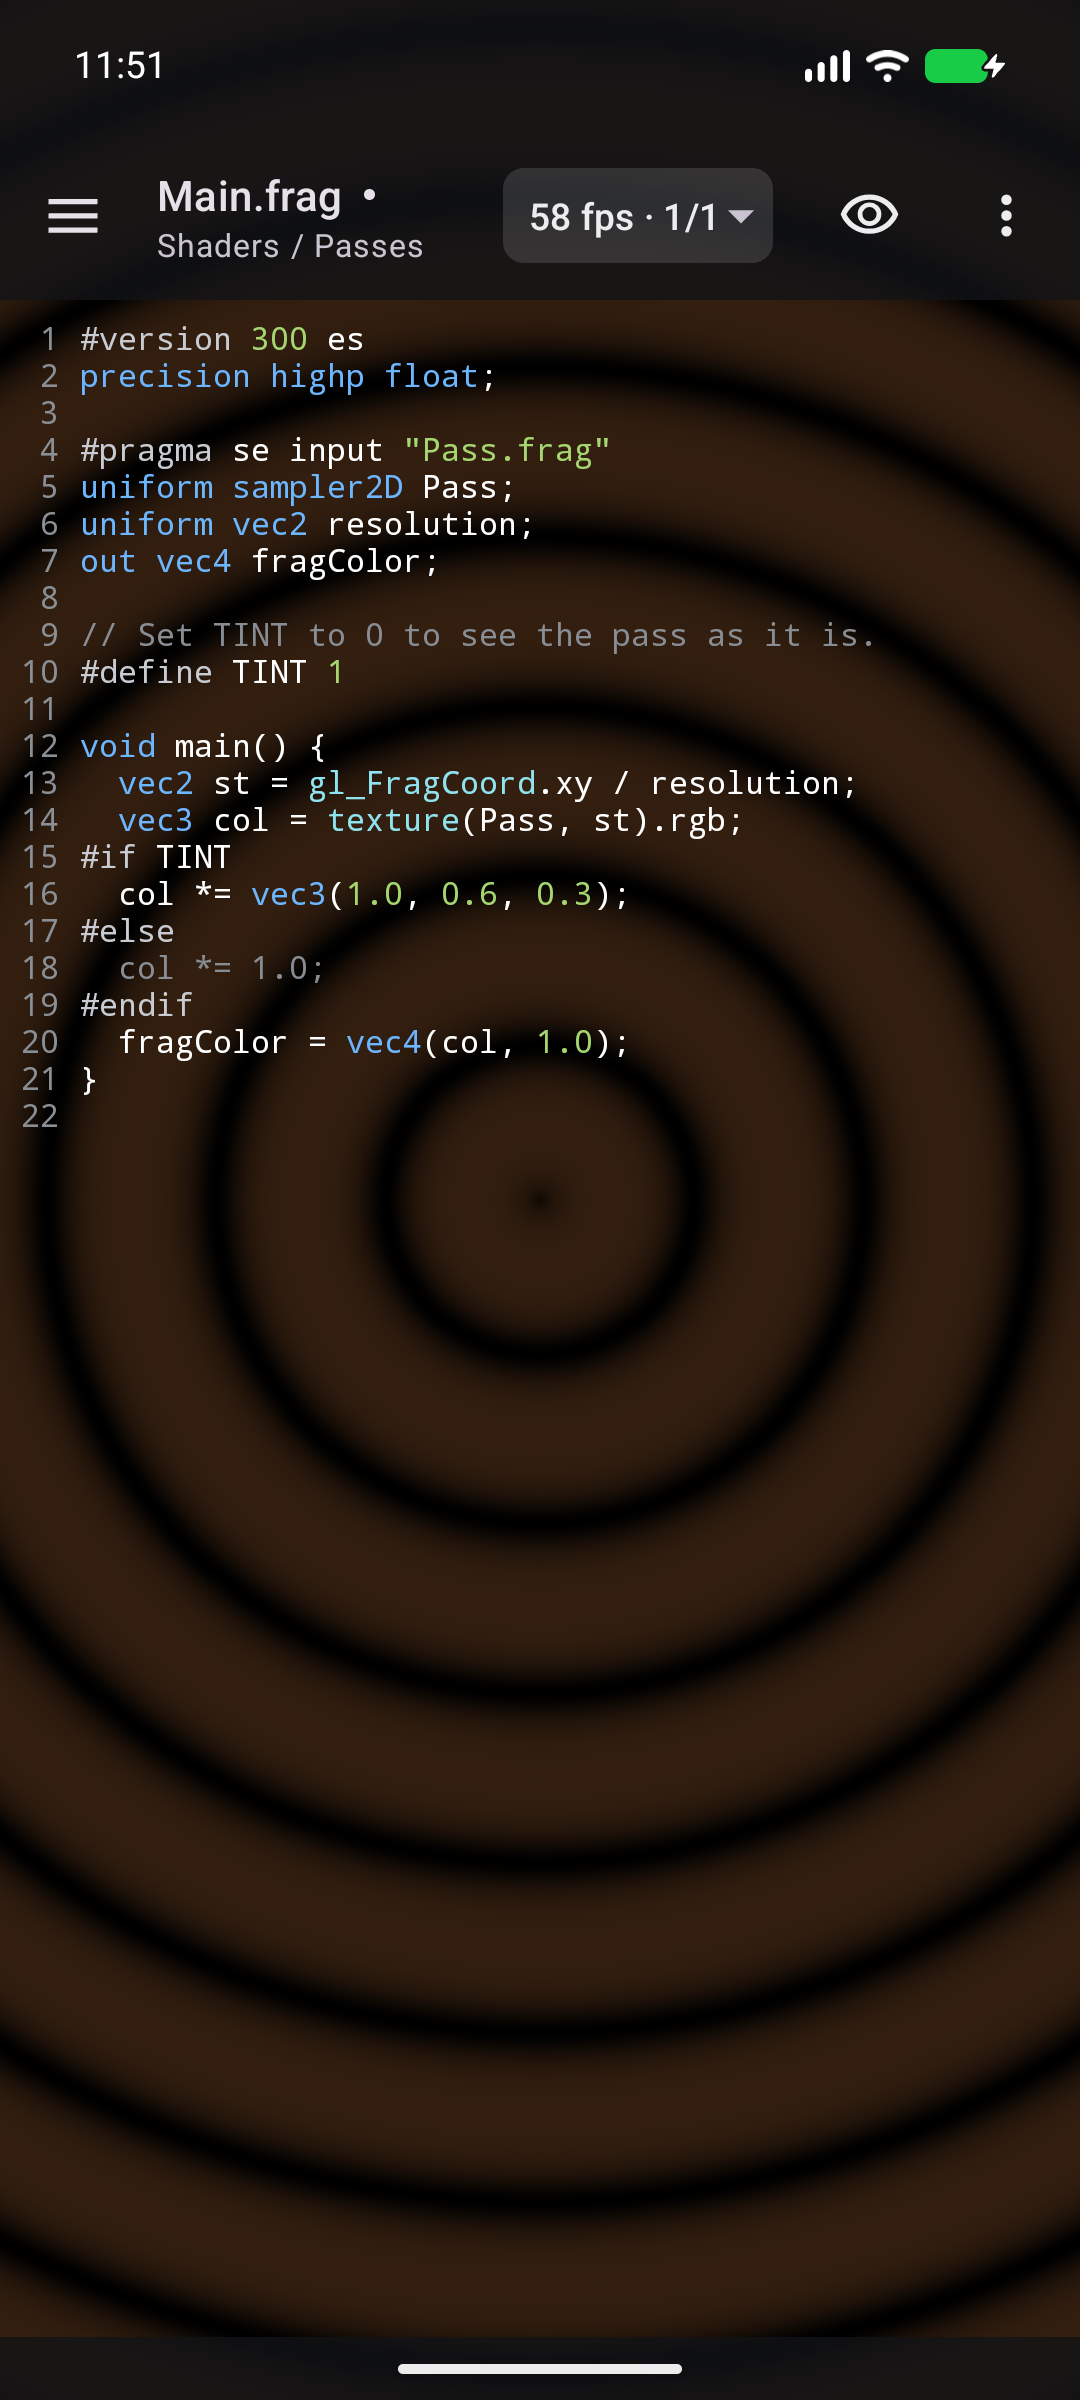 11:51
Main.frag •
Shaders / Passes
58 fps · 1/1
1 #version 300 es
2 precision highp float;
3
4 #pragma se input "Pass.frag"
5 uniform sampler2D Pass;
6 uniform vec2 resolution;
7 out vec4 fragColor;
8
9 // Set TINT to 0 to see the pass as it is.
10 #define TINT 1
11
12 void main() {
13   vec2 st = gl_FragCoord.xy / resolution;
14   vec3 col = texture(Pass, st).rgb;
15 #if TINT
16   col *= vec3(1.0, 0.6, 0.3);
17 #else
18   col *= 1.0;
19 #endif
20   fragColor = vec4(col, 1.0);
21 }
22